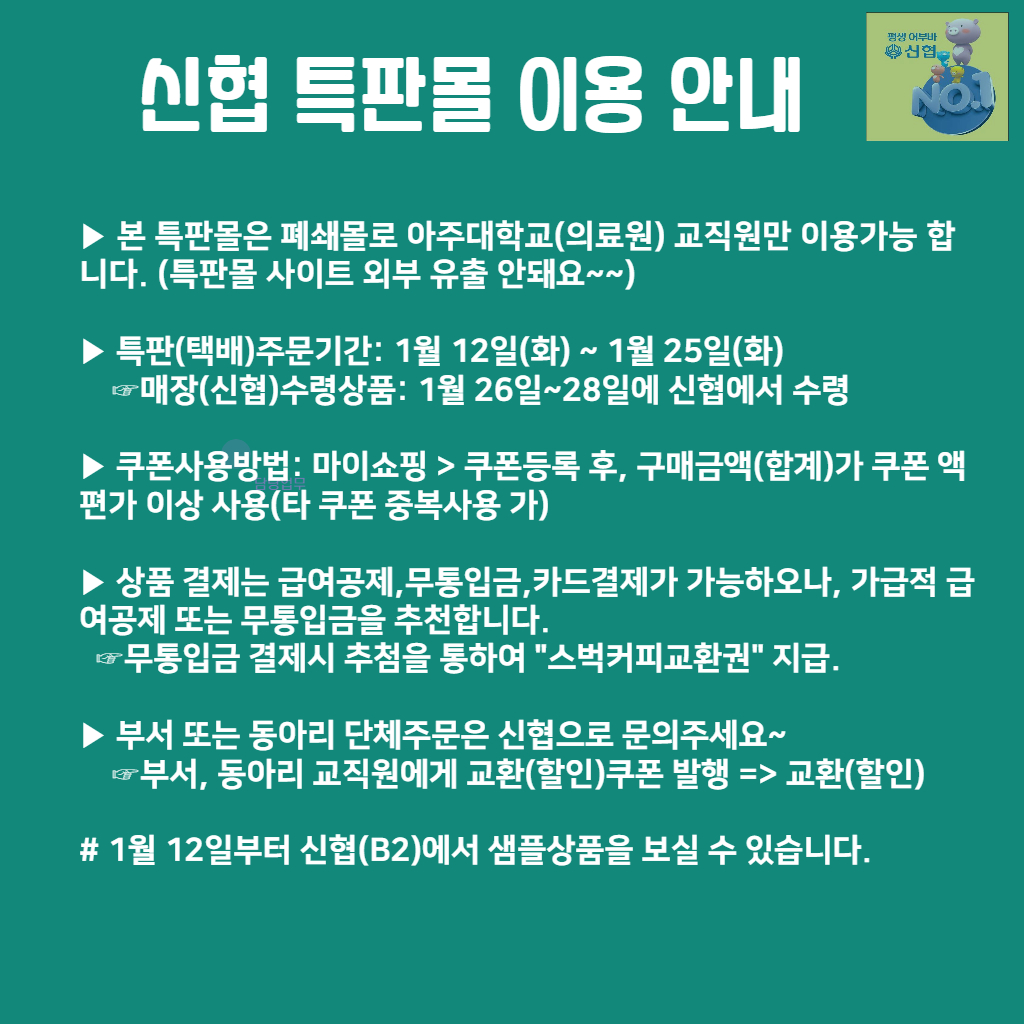 평생 어부바
신협
NO.1
신협 특판몰 이용 안내
▶ 본 특판몰은 폐쇄몰로 아주대학교(의료원) 교직원만 이용가능 합
니다. (특판몰 사이트 외부 유출 안돼요~~)
▶ 특판(택배)주문기간: 1월 12일(화) ~ 1월 25일(화)
☞매장(신협)수령상품: 1월 26일~28일에 신협에서 수령
▶ 쿠폰사용방법: 마이쇼핑 > 쿠폰등록 후, 구매금액(합계)가 쿠폰 액
편가 이상 사용(타 쿠폰 중복사용 가)
▶ 상품 결제는 급여공제,무통입금,카드결제가 가능하오나, 가급적 급
여공제 또는 무통입금을 추천합니다.
☞무통입금 결제시 추첨을 통하여 "스벅커피교환권" 지급.
▶ 부서 또는 동아리 단체주문은 신협으로 문의주세요~
☞부서, 동아리 교직원에게 교환(할인)쿠폰 발행 => 교환(할인)
# 1월 12일부터 신협(B2)에서 샘플상품을 보실 수 있습니다.